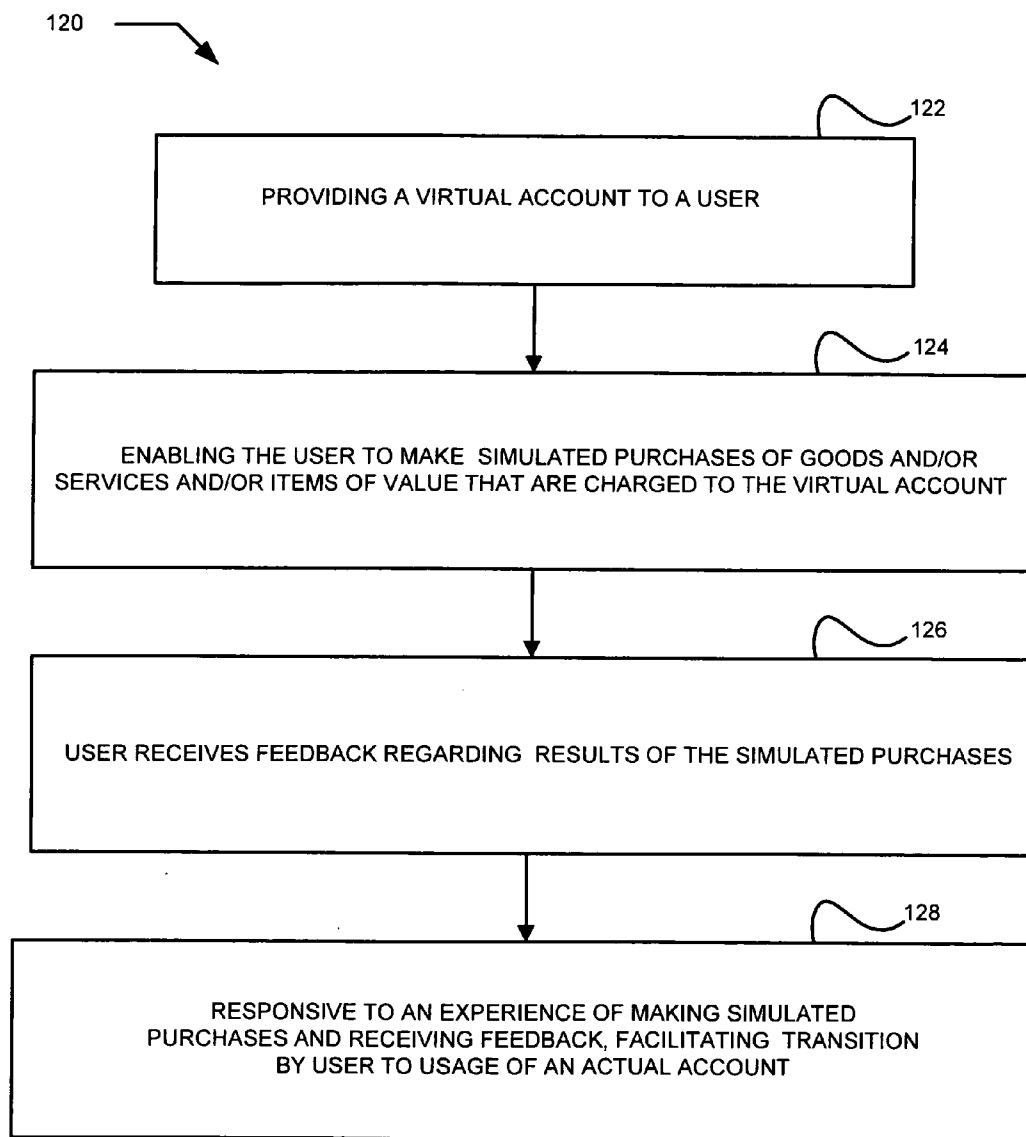 120
122
PROVIDING A VIRTUAL ACCOUNT TO A USER
124
ENABLING THE USER TO MAKE SIMULATED PURCHASES OF GOODS AND/OR
SERVICES AND/OR ITEMS OF VALUE THAT ARE CHARGED TO THE VIRTUAL ACCOUNT
126
USER RECEIVES FEEDBACK REGARDING RESULTS OF THE SIMULATED PURCHASES
128
RESPONSIVE TO AN EXPERIENCE OF MAKING SIMULATED
PURCHASES AND RECEIVING FEEDBACK, FACILITATING TRANSITION
BY USER TO USAGE OF AN ACTUAL ACCOUNT